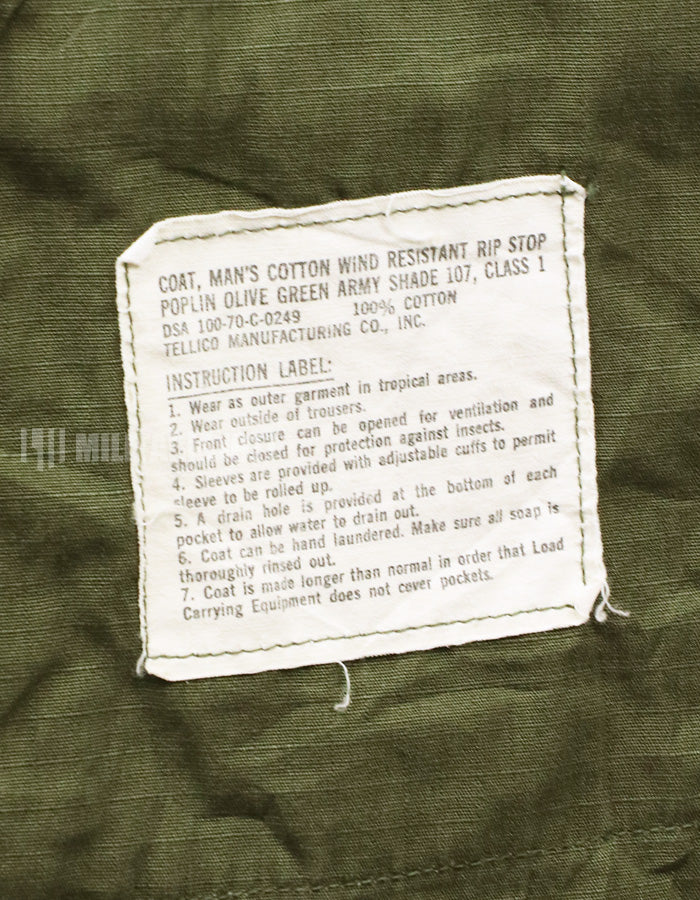 COAT, MAN'S COTTON WIND RESISTANT RIP STOP
POPLIN OLIVE GREEN ARMY SHADE 107, CLASS 1
DSA 100-70-C-0249 100% COTTON
TELLICO MANUFACTURING CO., INC.
INSTRUCTION LABEL:
1. Wear as outer garment in tropical areas.
2. Wear outside of trousers.
3. Front closure can be opened for ventilation and
should be closed for protection against insects.
4. Sleeves are provided with adjustable cuffs to permit
sleeve to be rolled up.
5. A drain hole is provided at the bottom of each
pocket to allow water to drain out.
6. Coat can be hand laundered. Make sure all soap is
thoroughly rinsed out.
7. Coat is made longer than normal in order that Load
Carrying Equipment does not cover pockets.